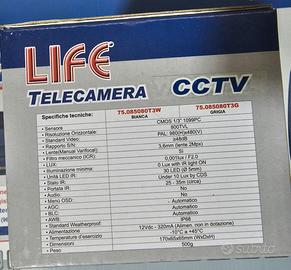 LIFE
TELECAMERA CCTV
Specifiche tecniche: 75.085080T3W BIANCA 75.085080T3G GRIGIA
Sensore CMOS 1/3" 1099PC
Risoluzione Orizzontale: 800TVL
Standard video: PAL: 960(H)x480(V)
Rapporto S/N: ≥48dB
Lente(Manual Varifocal): 3,6mm (lente 2Mpx)
Filtro meccanico (ICR) SI
LUX: 0,001lux / F2.0
Illuminazione minima: 0 Lux with IR light ON
Unità LED IR: 30 LED (Ø 5mm)
Stato IR: Under 10 Lux by CDS
Portata IR: 25 - 35m (circa)
Audio: No
Menù OSD: No
AGC: Automatico
BLC: Automatico
AWB: Automatico
Standard Weatherproof: IP66
Alimentazione: 12Vdc - 320mA (Alimen. non in dotazione)
Temperatura d'esercizio -10°C a +45°C
Dimensioni 170x65x65mm (WxDxH)
Peso 500g
subito